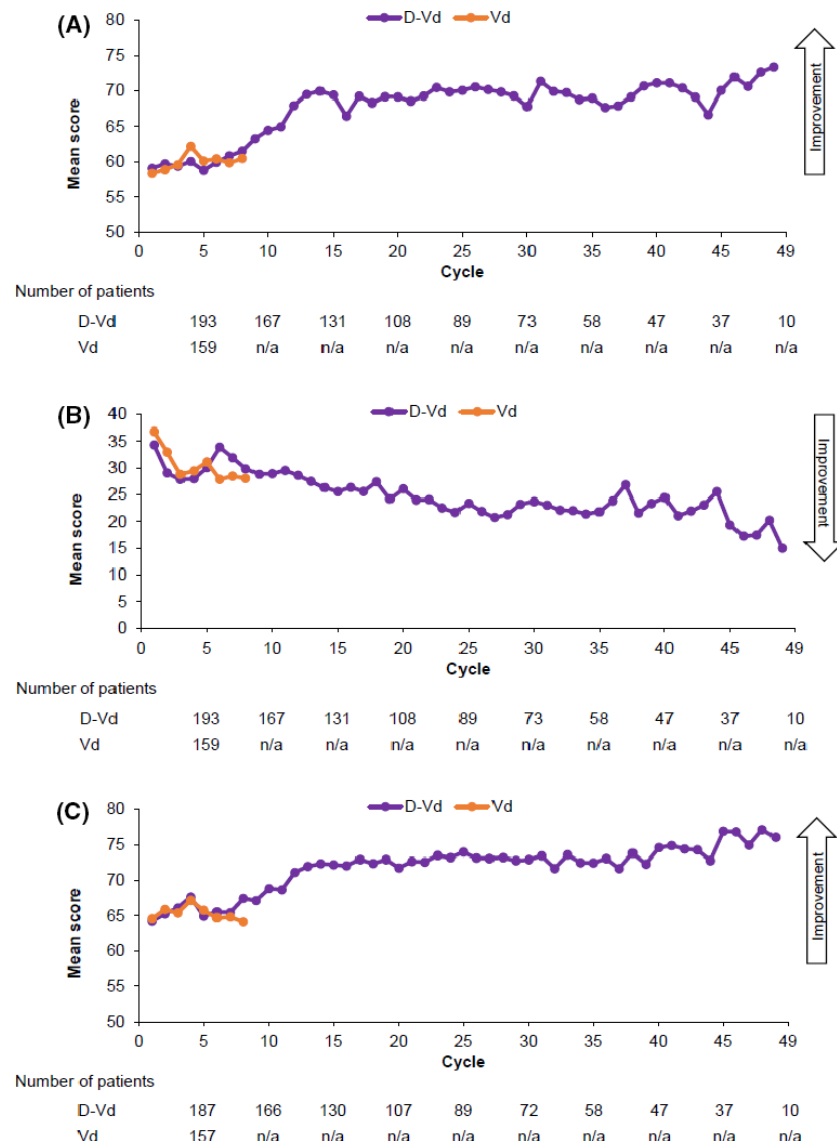 (A)
D-Vd Vd
80
75
70
65
60
55
50
Mean score
0 5 10 15 20 25 30 35 40 45 49
Cycle
Improvement
Number of patients
D-Vd 193 167 131 108 89 73 58 47 37 10
Vd 159 n/a n/a n/a n/a n/a n/a n/a n/a n/a
(B)
D-Vd Vd
40
35
30
25
20
15
10
5
0
Mean score
0 5 10 15 20 25 30 35 40 45 49
Cycle
Improvement
Number of patients
D-Vd 193 167 131 108 89 73 58 47 37 10
Vd 159 n/a n/a n/a n/a n/a n/a n/a n/a n/a
(C)
D-Vd Vd
80
75
70
65
60
55
50
Mean score
0 5 10 15 20 25 30 35 40 45 49
Cycle
Improvement
Number of patients
D-Vd 187 166 130 107 89 72 58 47 37 10
Vd 157 n/a n/a n/a n/a n/a n/a n/a n/a n/a